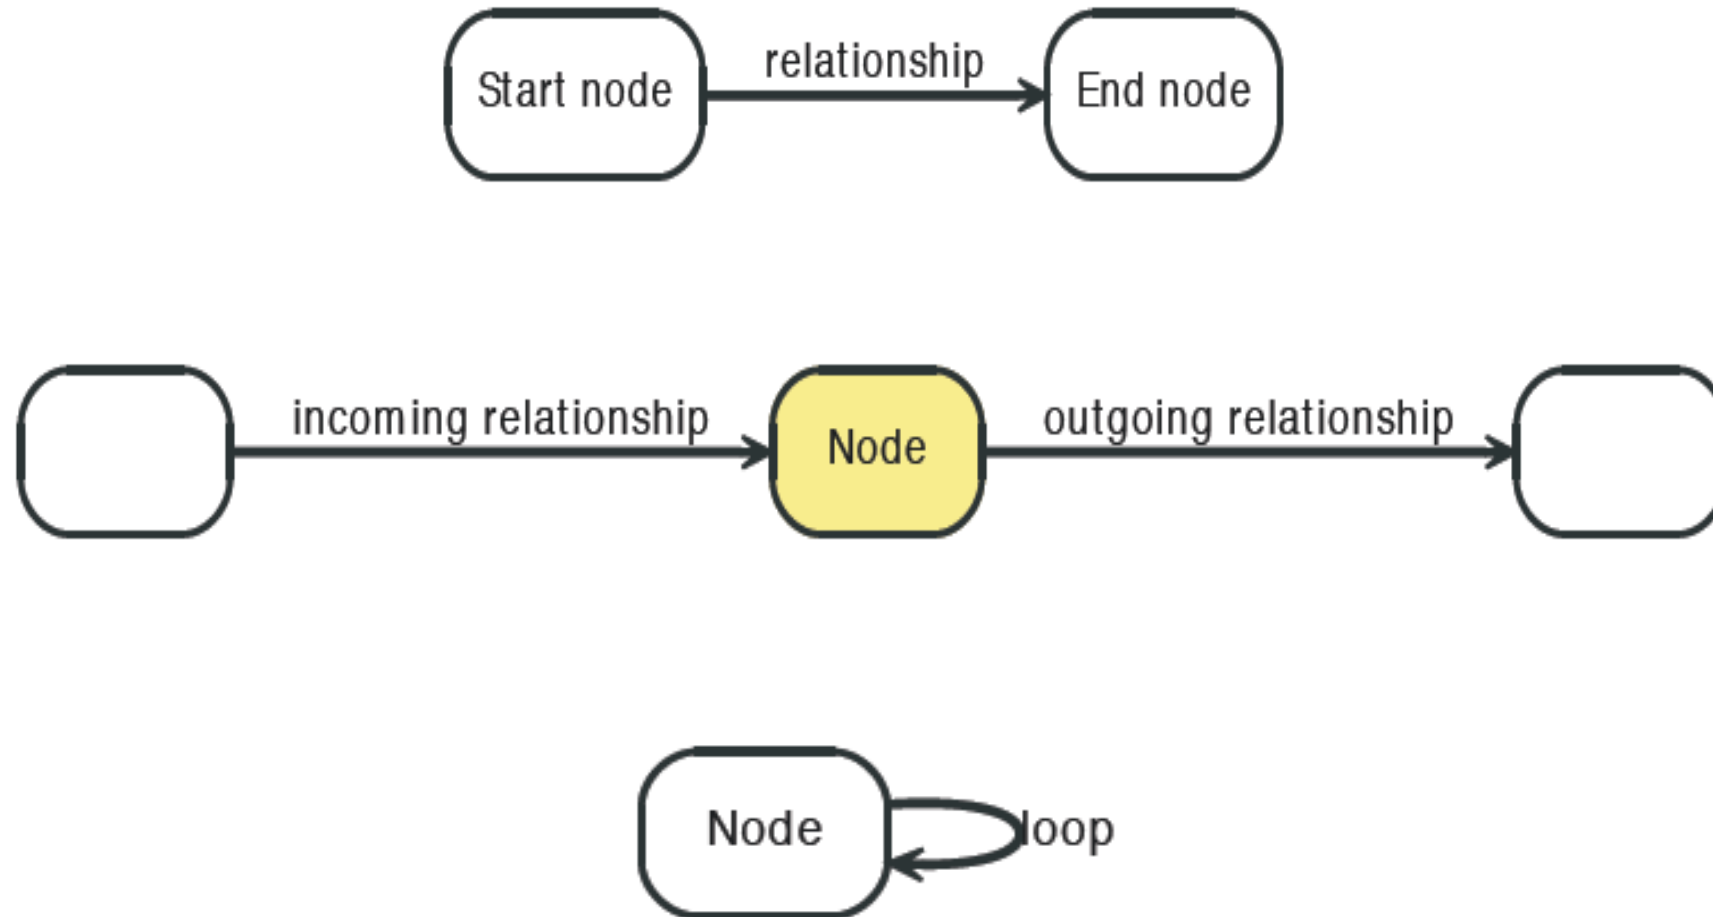 relationship
Start node
End node
incoming relationship
outgoing relationship
Node
Node
loop